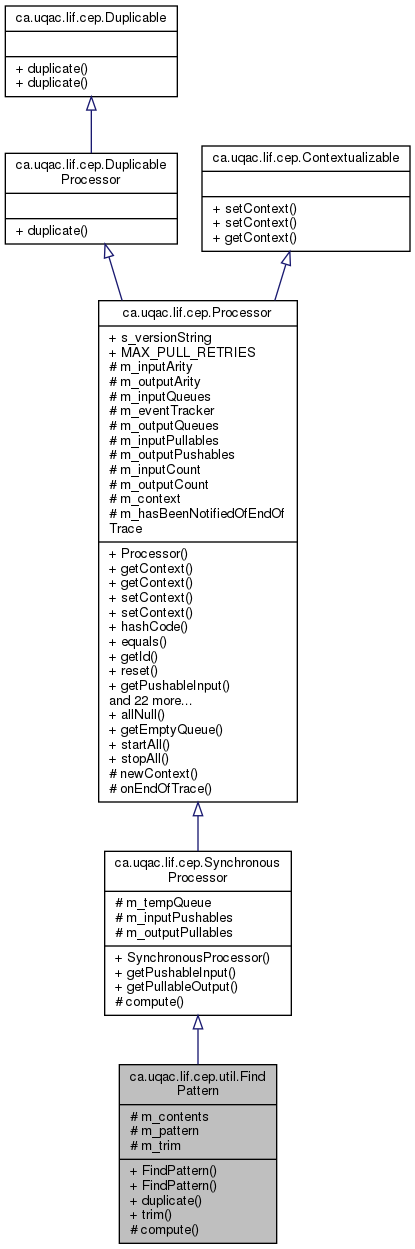 ca.uqac.lif.cep.Duplicable
+ duplicate()
+ duplicate()
ca.uqac.lif.cep.Duplicable
Processor
+ duplicate()
ca.uqac.lif.cep.Contextualizable
+ setContext()
+ setContext()
+ getContext()
ca.uqac.lif.cep.Processor
+ s_versionString
+ MAX_PULL_RETRIES
# m_inputArity
# m_outputArity
# m_inputQueues
# m_eventTracker
# m_outputQueues
# m_inputPullables
# m_outputPushables
# m_inputCount
# m_outputCount
# m_context
# m_hasBeenNotifiedOfEndOf
Trace
+ Processor()
+ getContext()
+ getContext()
+ setContext()
+ setContext()
+ hashCode()
+ equals()
+ getId()
+ reset()
+ getPushableInput()
and 22 more...
+ allNull()
+ getEmptyQueue()
+ startAll()
+ stopAll()
# newContext()
# onEndOfTrace()
ca.uqac.lif.cep.Synchronous
Processor
# m_tempQueue
# m_inputPushables
# m_outputPullables
+ SynchronousProcessor()
+ getPushableInput()
+ getPullableOutput()
# compute()
ca.uqac.lif.cep.util.Find
Pattern
# m_contents
# m_pattern
# m_trim
+ FindPattern()
+ FindPattern()
+ duplicate()
+ trim()
# compute()